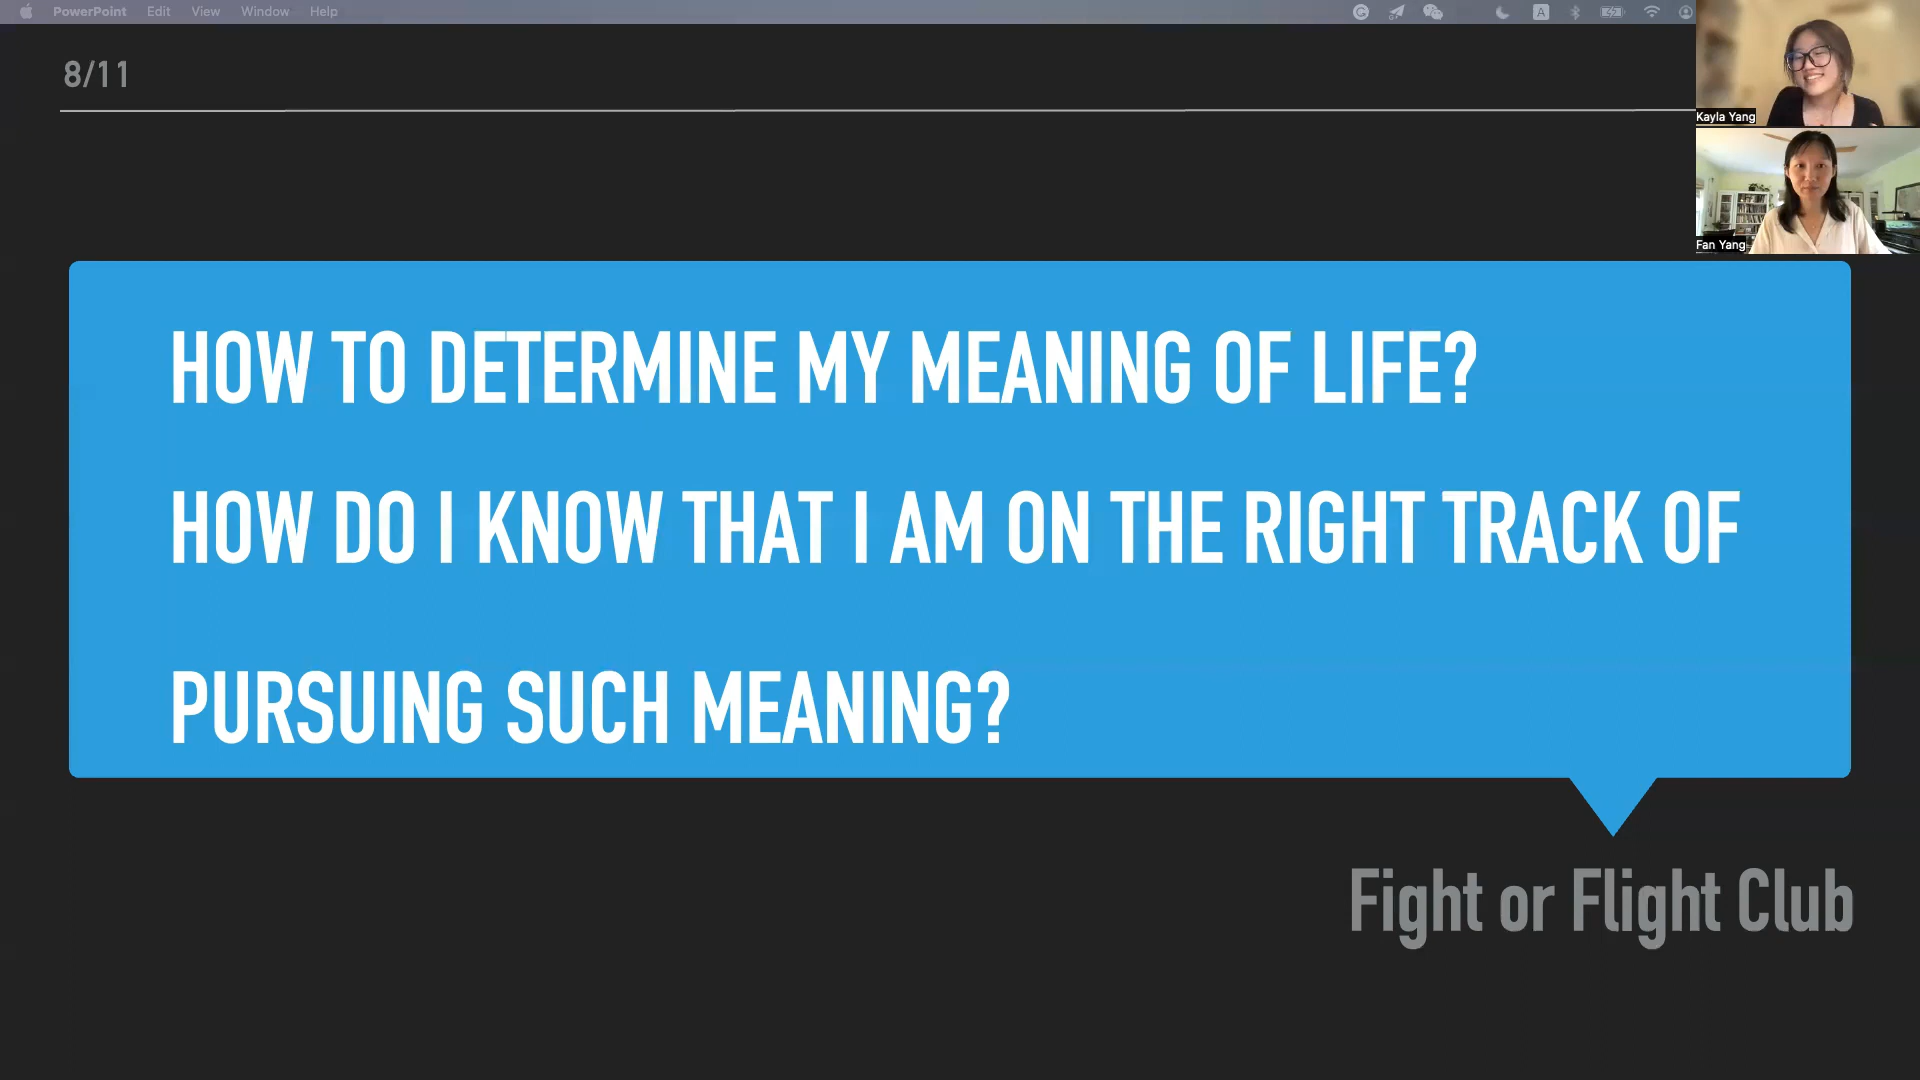 PowerPoint Edit View Window Help
A
8/11
Kayla Yang
Fan Yang
HOW TO DETERMINE MY MEANING OF LIFE?
HOW DO I KNOW THAT I AM ON THE RIGHT TRACK OF
PURSUING SUCH MEANING?
Fight or Flight Club